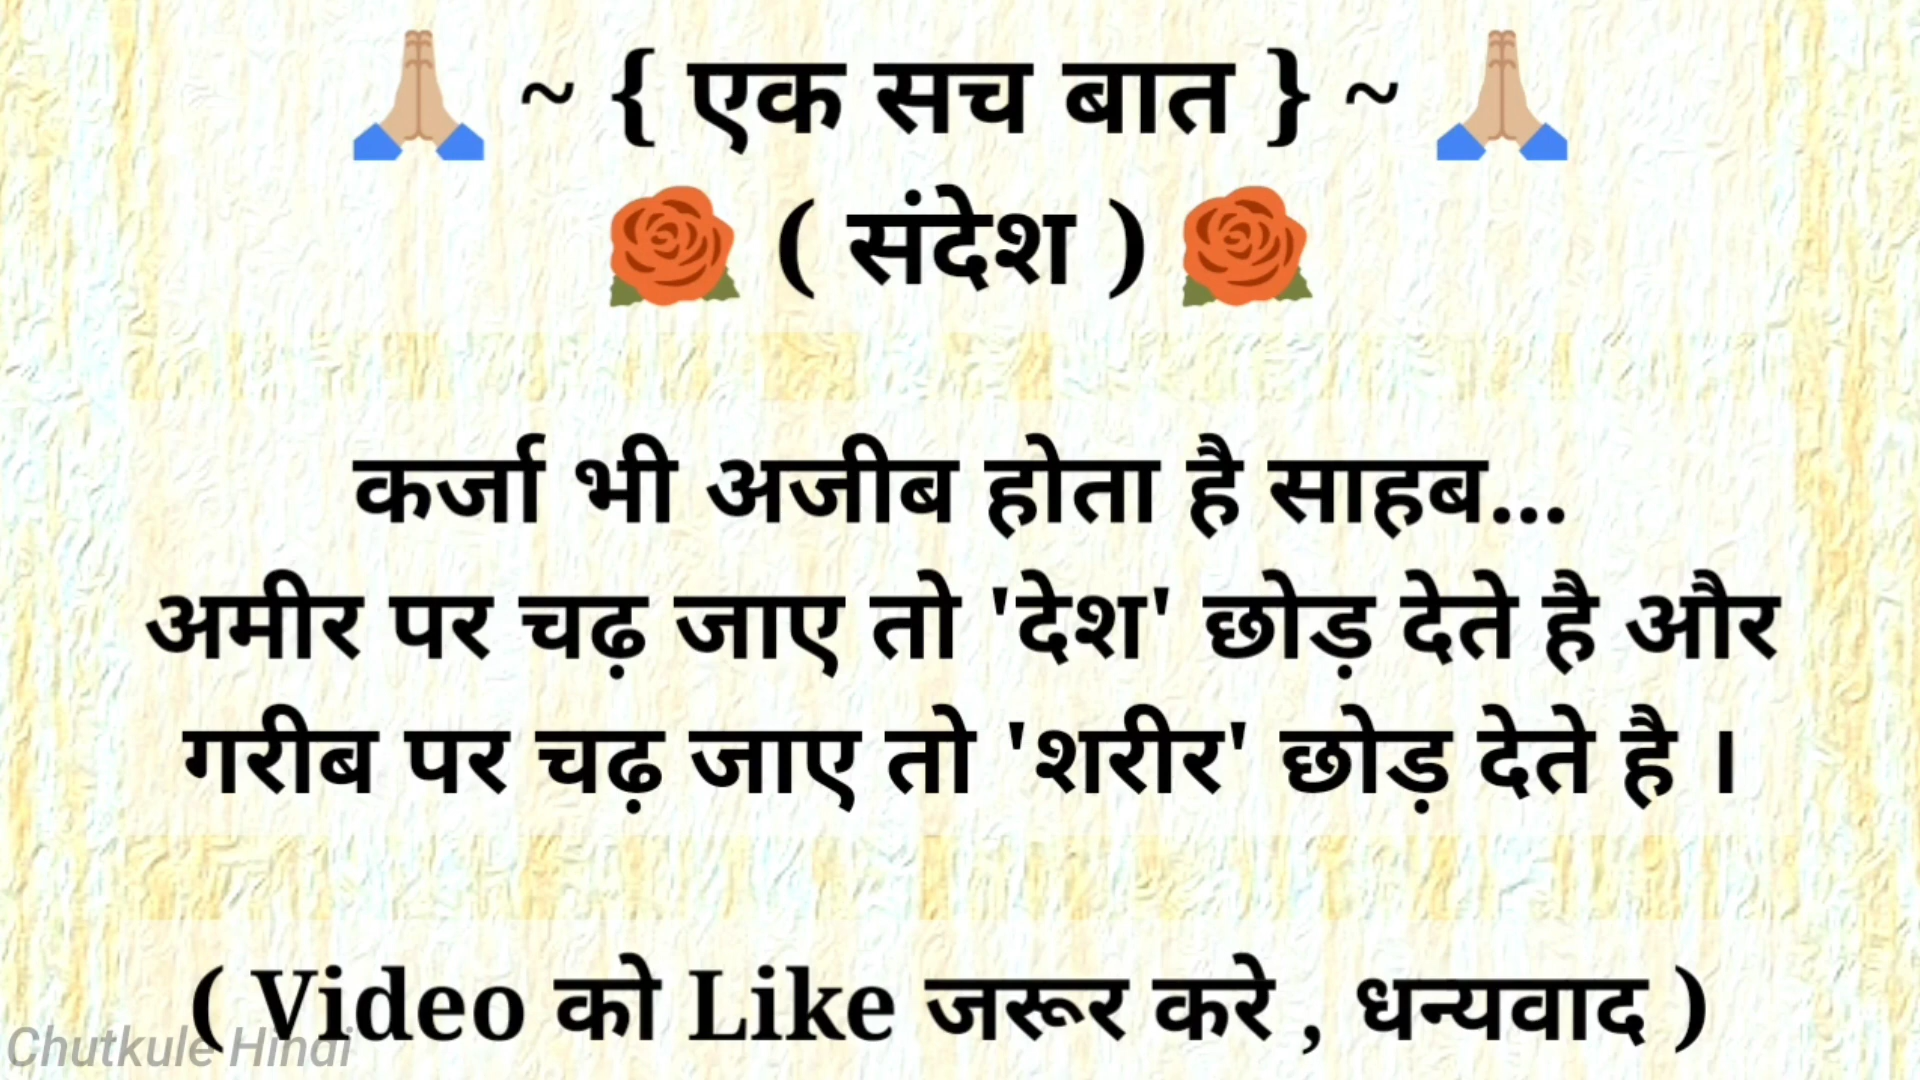 🙏🏼 ~ { एक सच बात } ~ 🙏🏼
🌹 ( संदेश ) 🌹
कर्जा भी अजीब होता है साहब...
अमीर पर चढ़ जाए तो 'देश' छोड़ देते है और
गरीब पर चढ़ जाए तो 'शरीर' छोड़ देते है ।
( Video को Like जरूर करे , धन्यवाद )
Chutkule Hindi